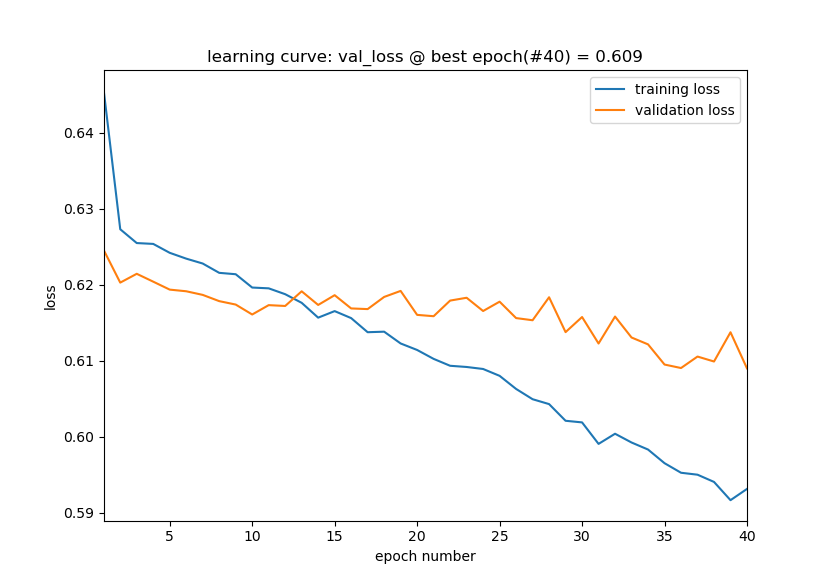 learning curve: val_loss @ best epoch(#40) = 0.609
training loss
validation loss
loss
0.64
0.63
0.62
0.61
0.60
0.59
5 10 15 20 25 30 35 40
epoch number